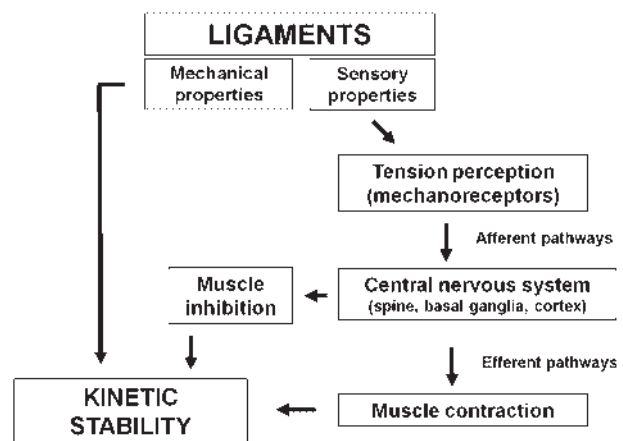 LIGAMENTS
Mechanical
properties
Sensory
properties
Tension perception
(mechanoreceptors)
Afferent pathways
Muscle
inhibition
Central nervous system
(spine, basal ganglia, cortex)
Efferent pathways
KINETIC
STABILITY
Muscle contraction